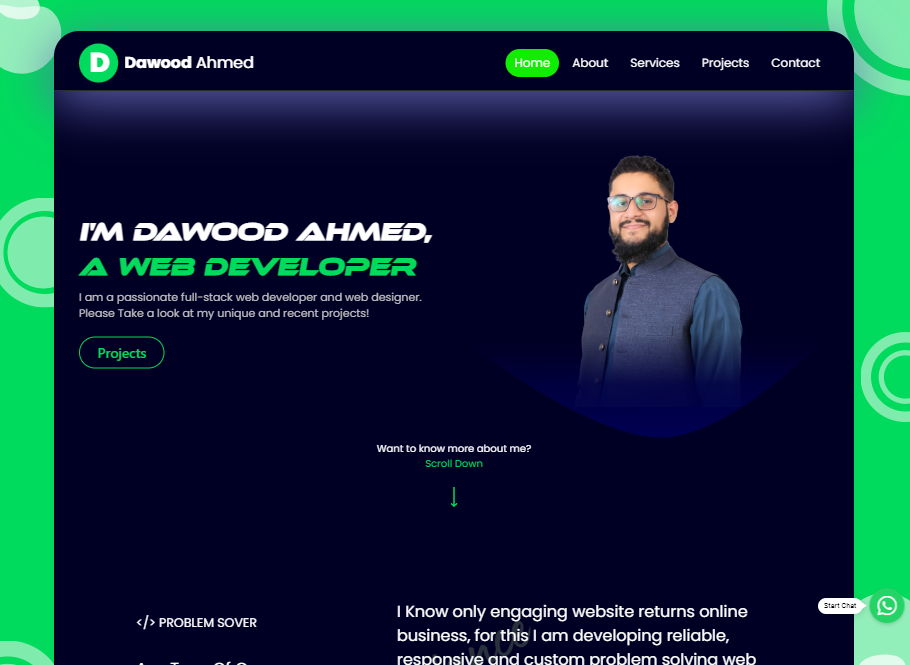 D Dawood Ahmed
Home About Services Projects Contact
I'M DAWOOD AHMED,
A WEB DEVELOPER
I am a passionate full-stack web developer and web designer.
Please Take a look at my unique and recent projects!
Projects
Want to know more about me?
Scroll Down
Start Chat
</> PROBLEM SOVER
I Know only engaging website returns online
business, for this I am developing reliable,
responsive and custom problem solving web